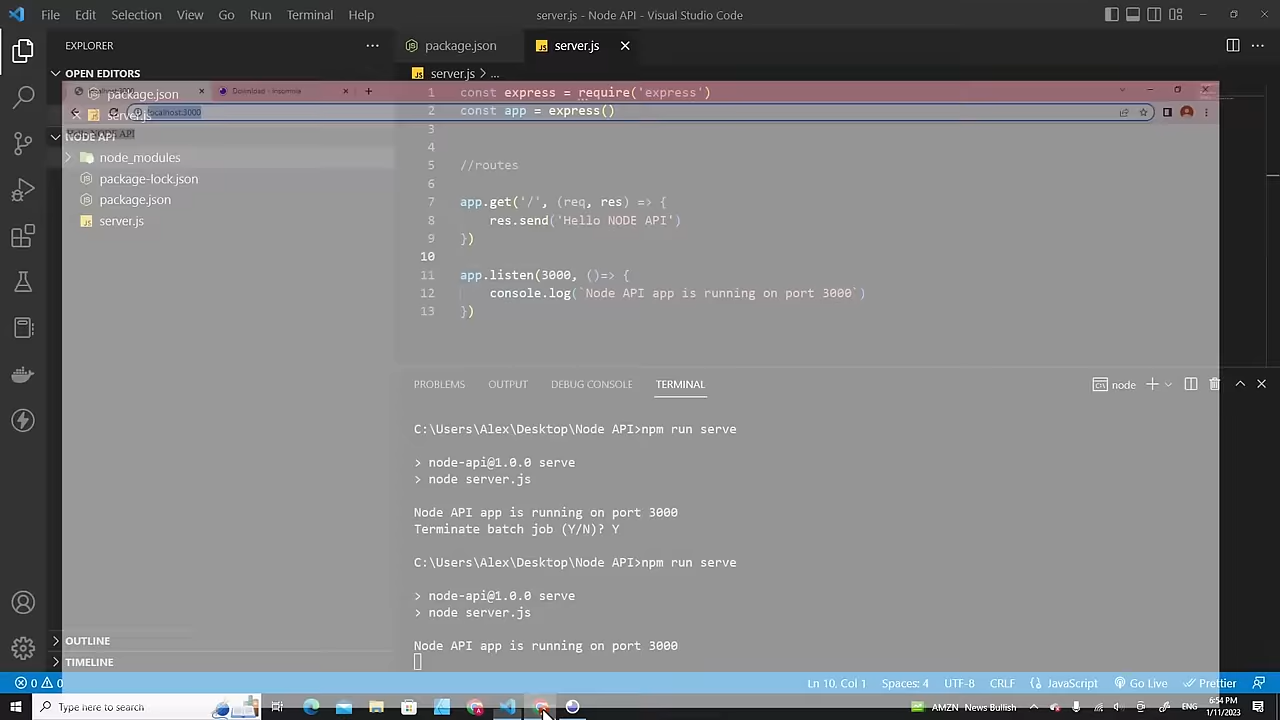 File Edit Selection View Go Run Terminal Help
server.js - Node API - Visual Studio Code
EXPLORER
package.json
server.js
OPEN EDITORS
server.js > ...
package.json
Download - Insomnia
server.js
localhost:3000
NODE API
node_modules
package-lock.json
package.json
server.js
1 const express = require('express')
2 const app = express()
3
4
5 //routes
6
7 app.get('/', (req, res) => {
8 res.send('Hello NODE API')
9 })
10
11 app.listen(3000, ()=> {
12 console.log(`Node API app is running on port 3000`)
13 })
PROBLEMS OUTPUT DEBUG CONSOLE TERMINAL
node
C:\Users\Alex\Desktop\Node API>npm run serve
> node-api@1.0.0 serve
> node server.js
Node API app is running on port 3000
Terminate batch job (Y/N)? Y
C:\Users\Alex\Desktop\Node API>npm run serve
> node-api@1.0.0 serve
> node server.js
Node API app is running on port 3000
OUTLINE
TIMELINE
0 0
Ln 10, Col 1 Spaces: 4 UTF-8 CRLF JavaScript Go Live Prettier
Type here to search
AMZN News Bullish
ENG
6:54 PM
1/11/2023